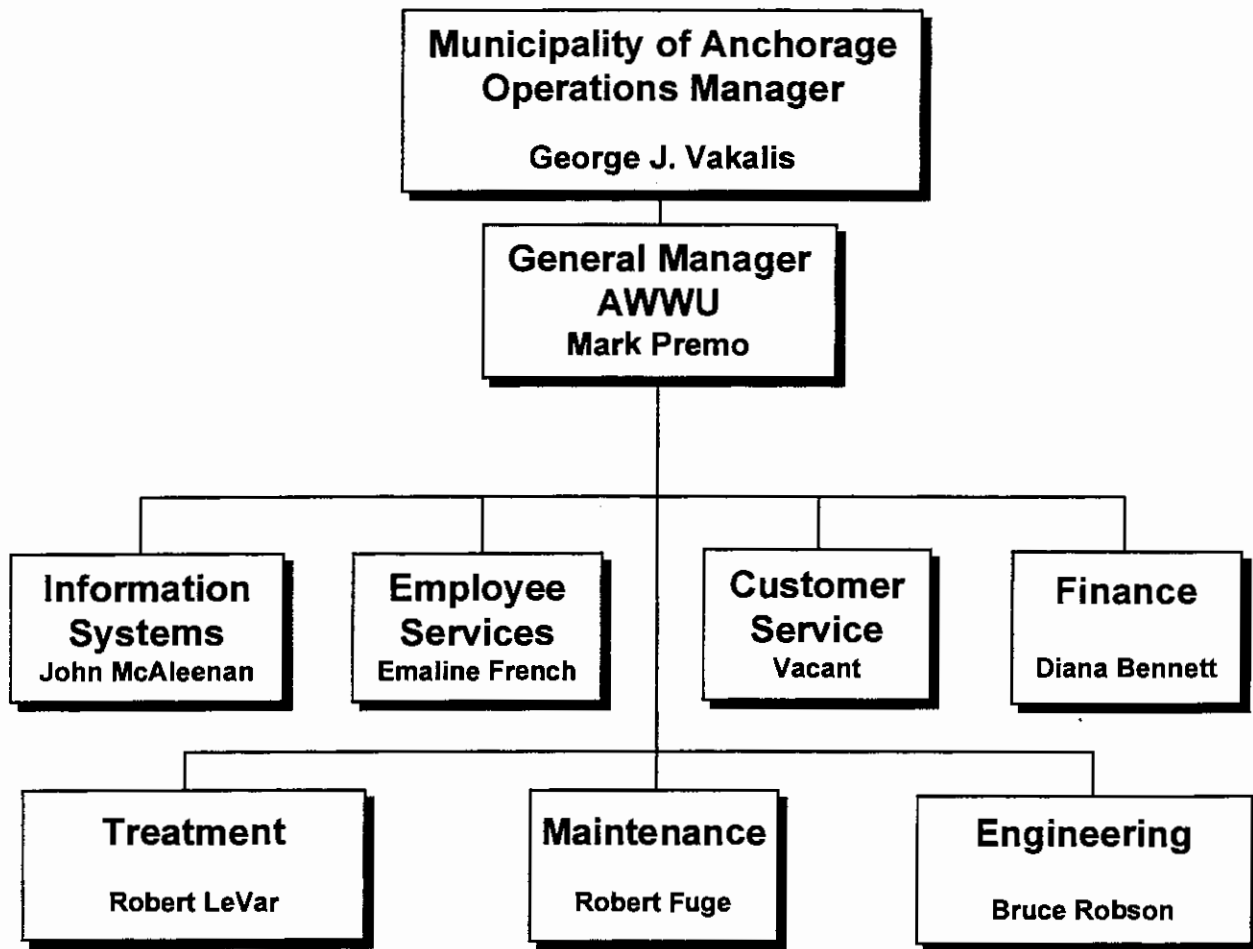 Municipality of Anchorage
Operations Manager
George J. Vakalis
General Manager
AWWU
Mark Premo
Information
Systems
John McAleenan
Employee
Services
Emaline French
Customer
Service
Vacant
Finance
Diana Bennett
Treatment
Robert LeVar
Maintenance
Robert Fuge
Engineering
Bruce Robson